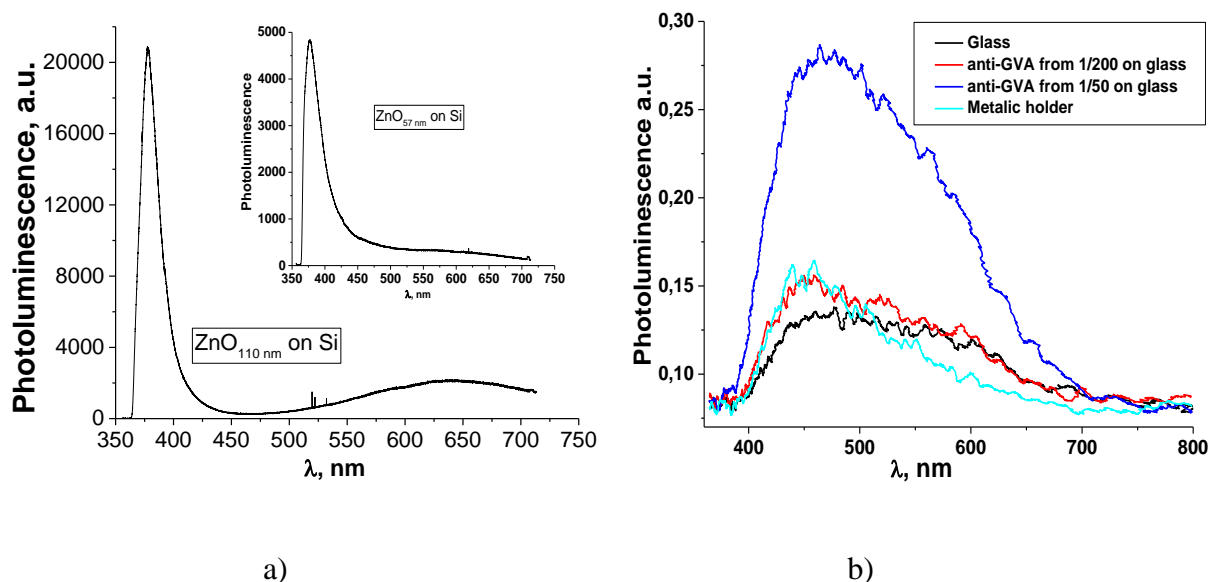 20000
16000
12000
8000
4000
0
350 400 450 500 550 600 650 700 750
Photoluminescence, a.u.
λ, nm
ZnO110 nm on Si
5000
4000
3000
2000
1000
0
350 400 450 500 550 600 650 700 750
Photoluminescence
λ, nm
ZnO57 nm on Si
a)
0,30
0,25
0,20
0,15
0,10
400 500 600 700 800
Photoluminescence a.u.
λ, nm
Glass
anti-GVA from 1/200 on glass
anti-GVA from 1/50 on glass
Metalic holder
b)